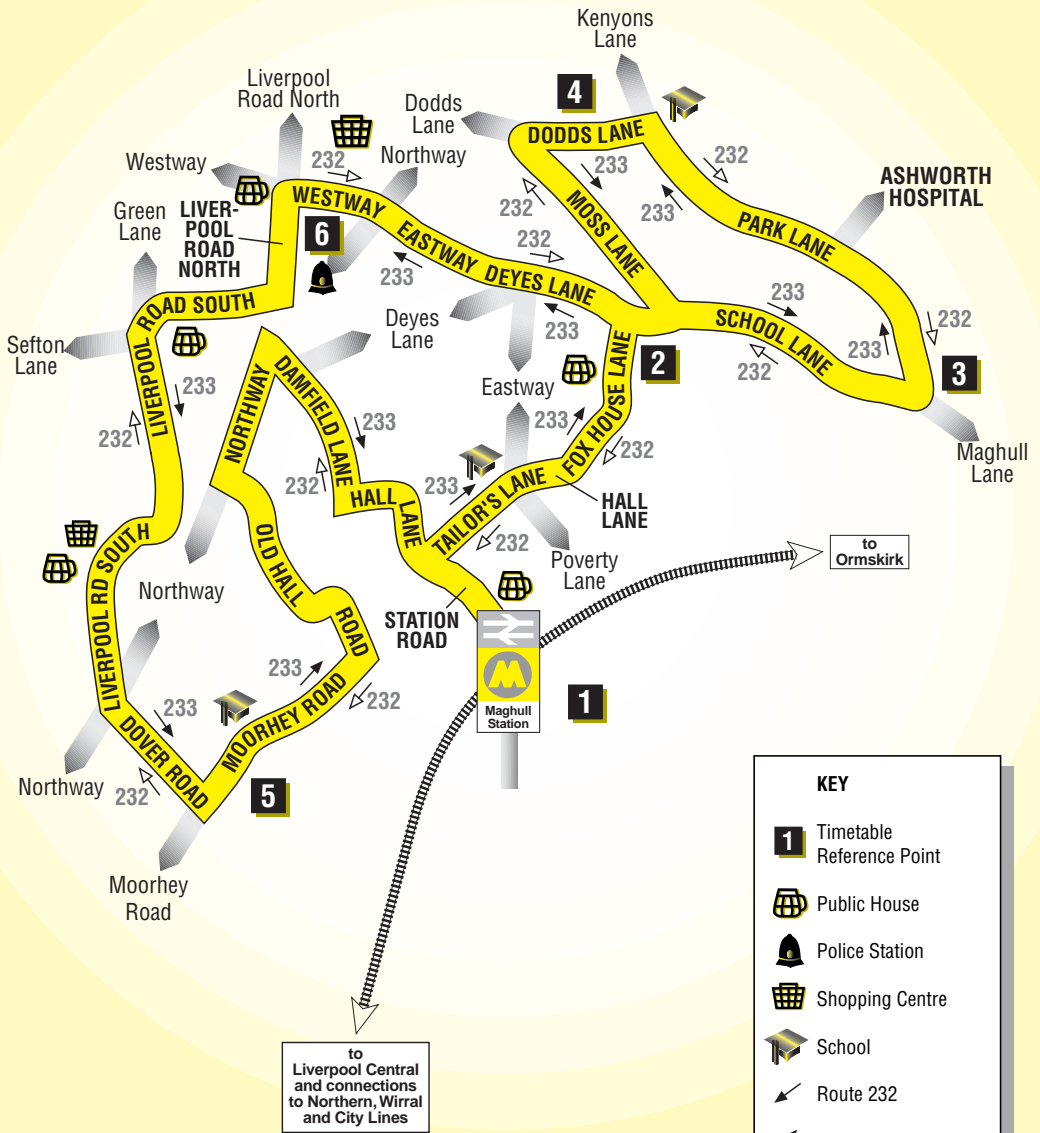 Kenyons
Lane
4
Liverpool
Road North
Dodds
Lane
DODDS LANE
232
Northway
Westway
233
232
ASHWORTH
HOSPITAL
Green
Lane
LIVER-
POOL
ROAD
NORTH
WESTWAY
6
232
MOSS LANE
233
PARK LANE
EASTWAY
232
233
DEYES LANE
ROAD SOUTH
LIVERPOOL
Sefton
Lane
Deyes
Lane
233
SCHOOL LANE
233
232
232
233
3
2
Eastway
NORTHWAY
DAMFIELD LANE
233
232
233
232
FOX HOUSE LANE
233
232
Maghull
Lane
233
HALL
LANE
TAILOR'S LANE
HALL
LANE
232
Poverty
Lane
to
Ormskirk
LIVERPOOL RD SOUTH
Northway
OLD HALL
ROAD
STATION
ROAD
M
Maghull
Station
1
233
232
MOORHEY ROAD
233
DOVER ROAD
232
5
Northway
Moorhey
Road
to
Liverpool Central
and connections
to Northern, Wirral
and City Lines
KEY
1
Timetable
Reference Point
Public House
Police Station
Shopping Centre
School
Route 232